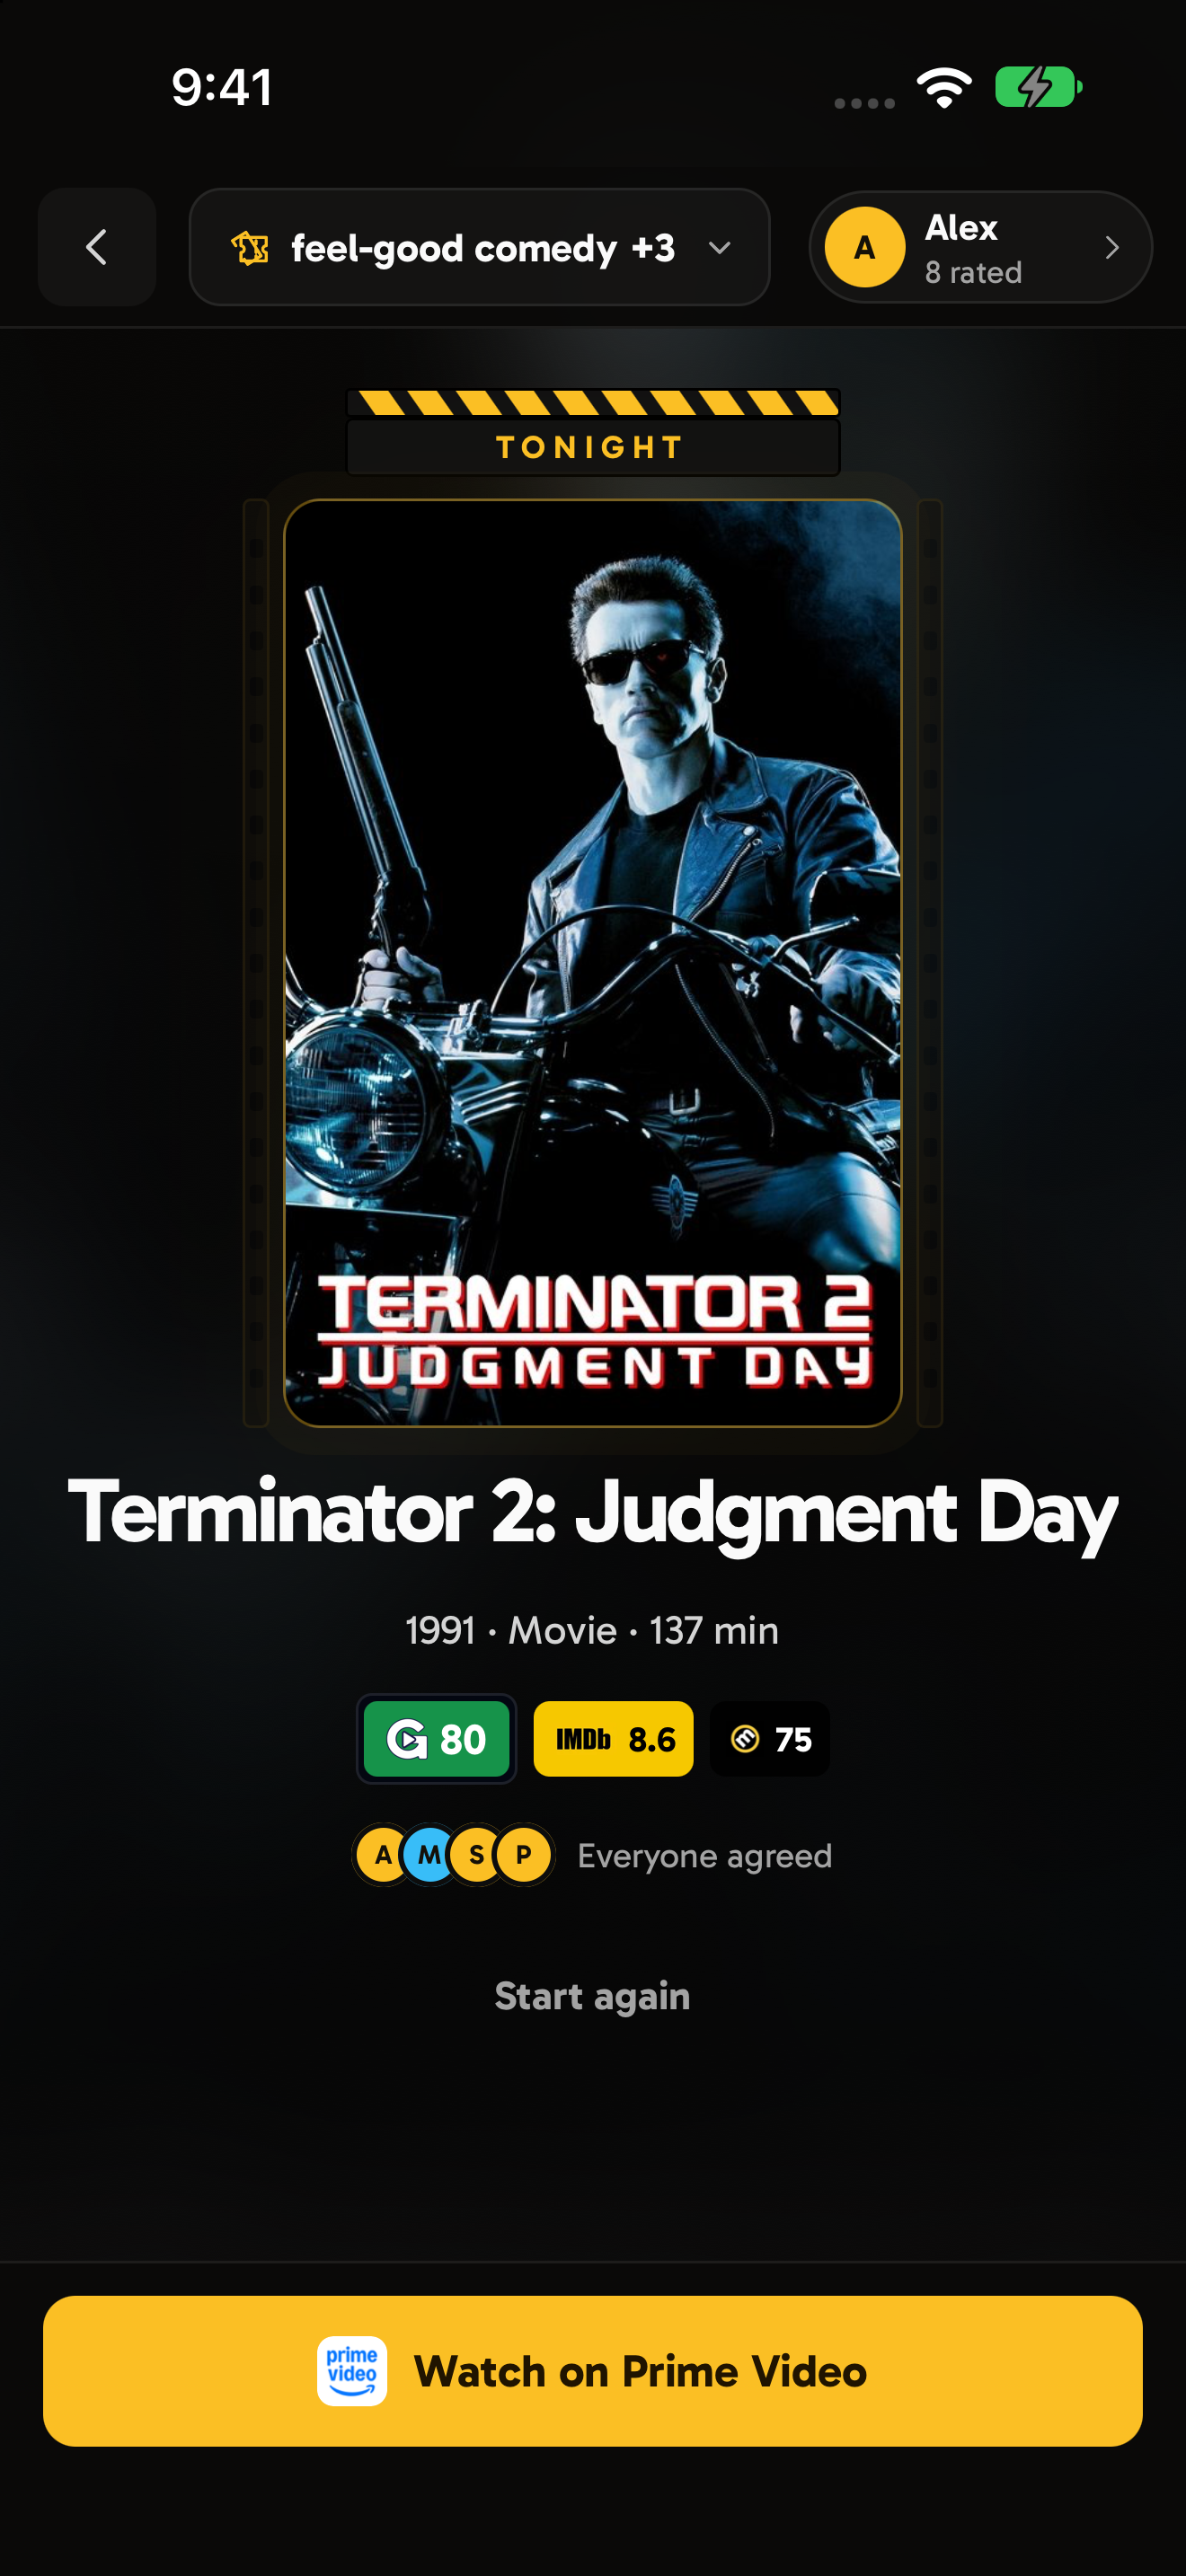 9:41
feel-good comedy +3
A
Alex
8 rated
TONIGHT
TERMINATOR 2
JUDGMENT DAY
Terminator 2: Judgment Day
1991 · Movie · 137 min
G 80
IMDb 8.6
m 75
A M S P Everyone agreed
Start again
prime video
Watch on Prime Video